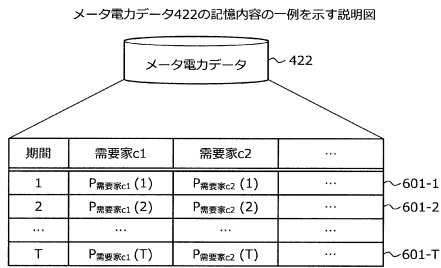 メータ電力データ422の記憶内容の一例を示す説明図
メータ電力データ 422
期間 需要家c1 需要家c2 …
1 P需要家c1 (1) P需要家c2 (1) … 601-1
2 P需要家c1 (2) P需要家c2 (2) … 601-2
… … … …
T P需要家c1 (T) P需要家c2 (T) … 601-T